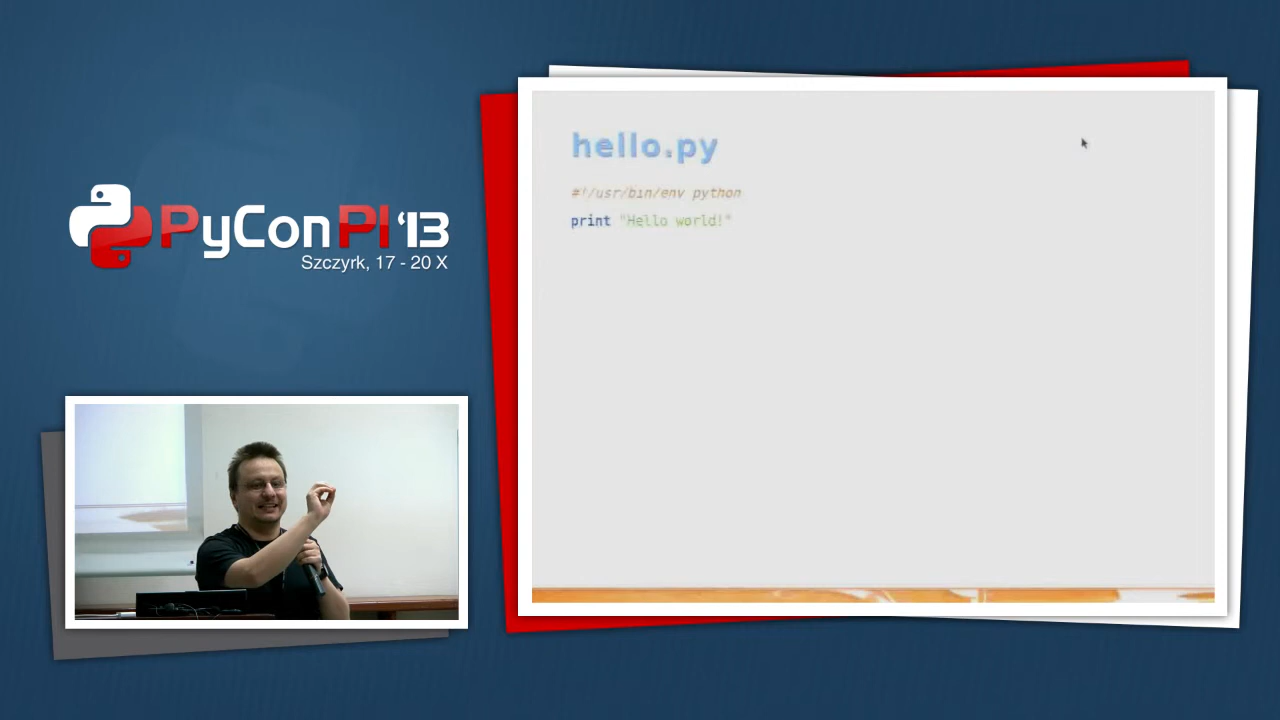 PyConPl '13
Szczyrk, 17 - 20 X
hello.py
#!/usr/bin/env python
print "Hello world!"